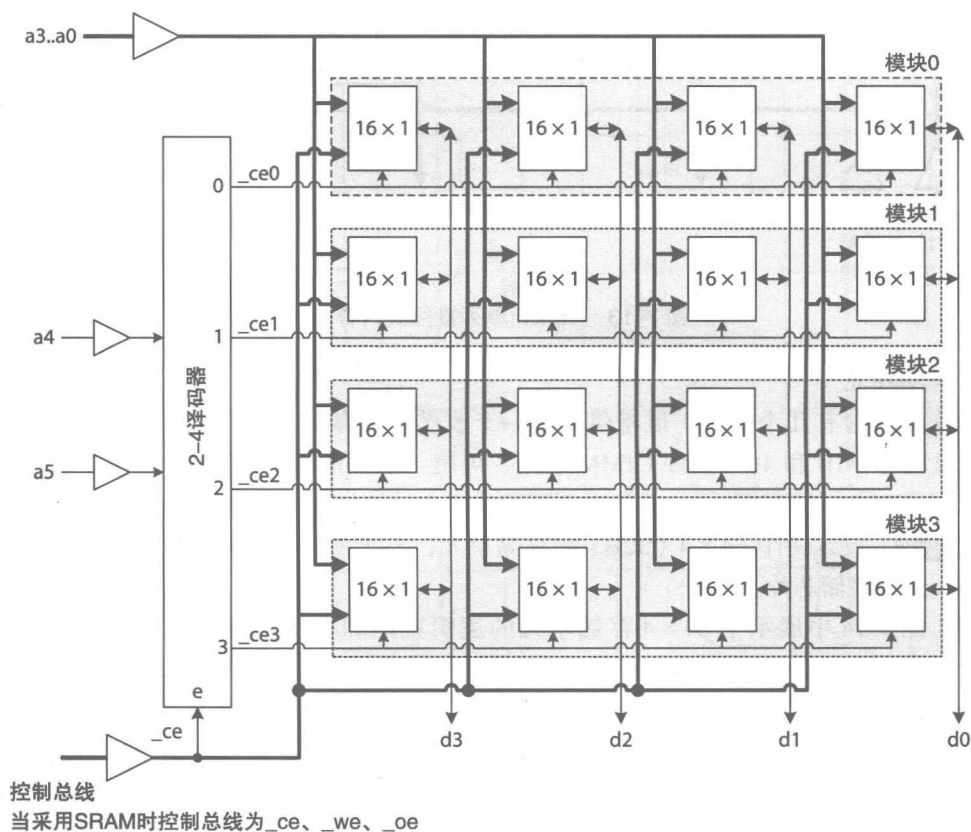 a3..a0
模块0
16×1 16×1 16×1 16×1
0 _ce0
模块1
16×1 16×1 16×1 16×1
a4
1 _ce1
2-4译码器
模块2
16×1 16×1 16×1 16×1
a5
2 _ce2
模块3
16×1 16×1 16×1 16×1
3 _ce3
e
_ce
d3 d2 d1 d0
控制总线
当采用SRAM时控制总线为_ce、_we、_oe